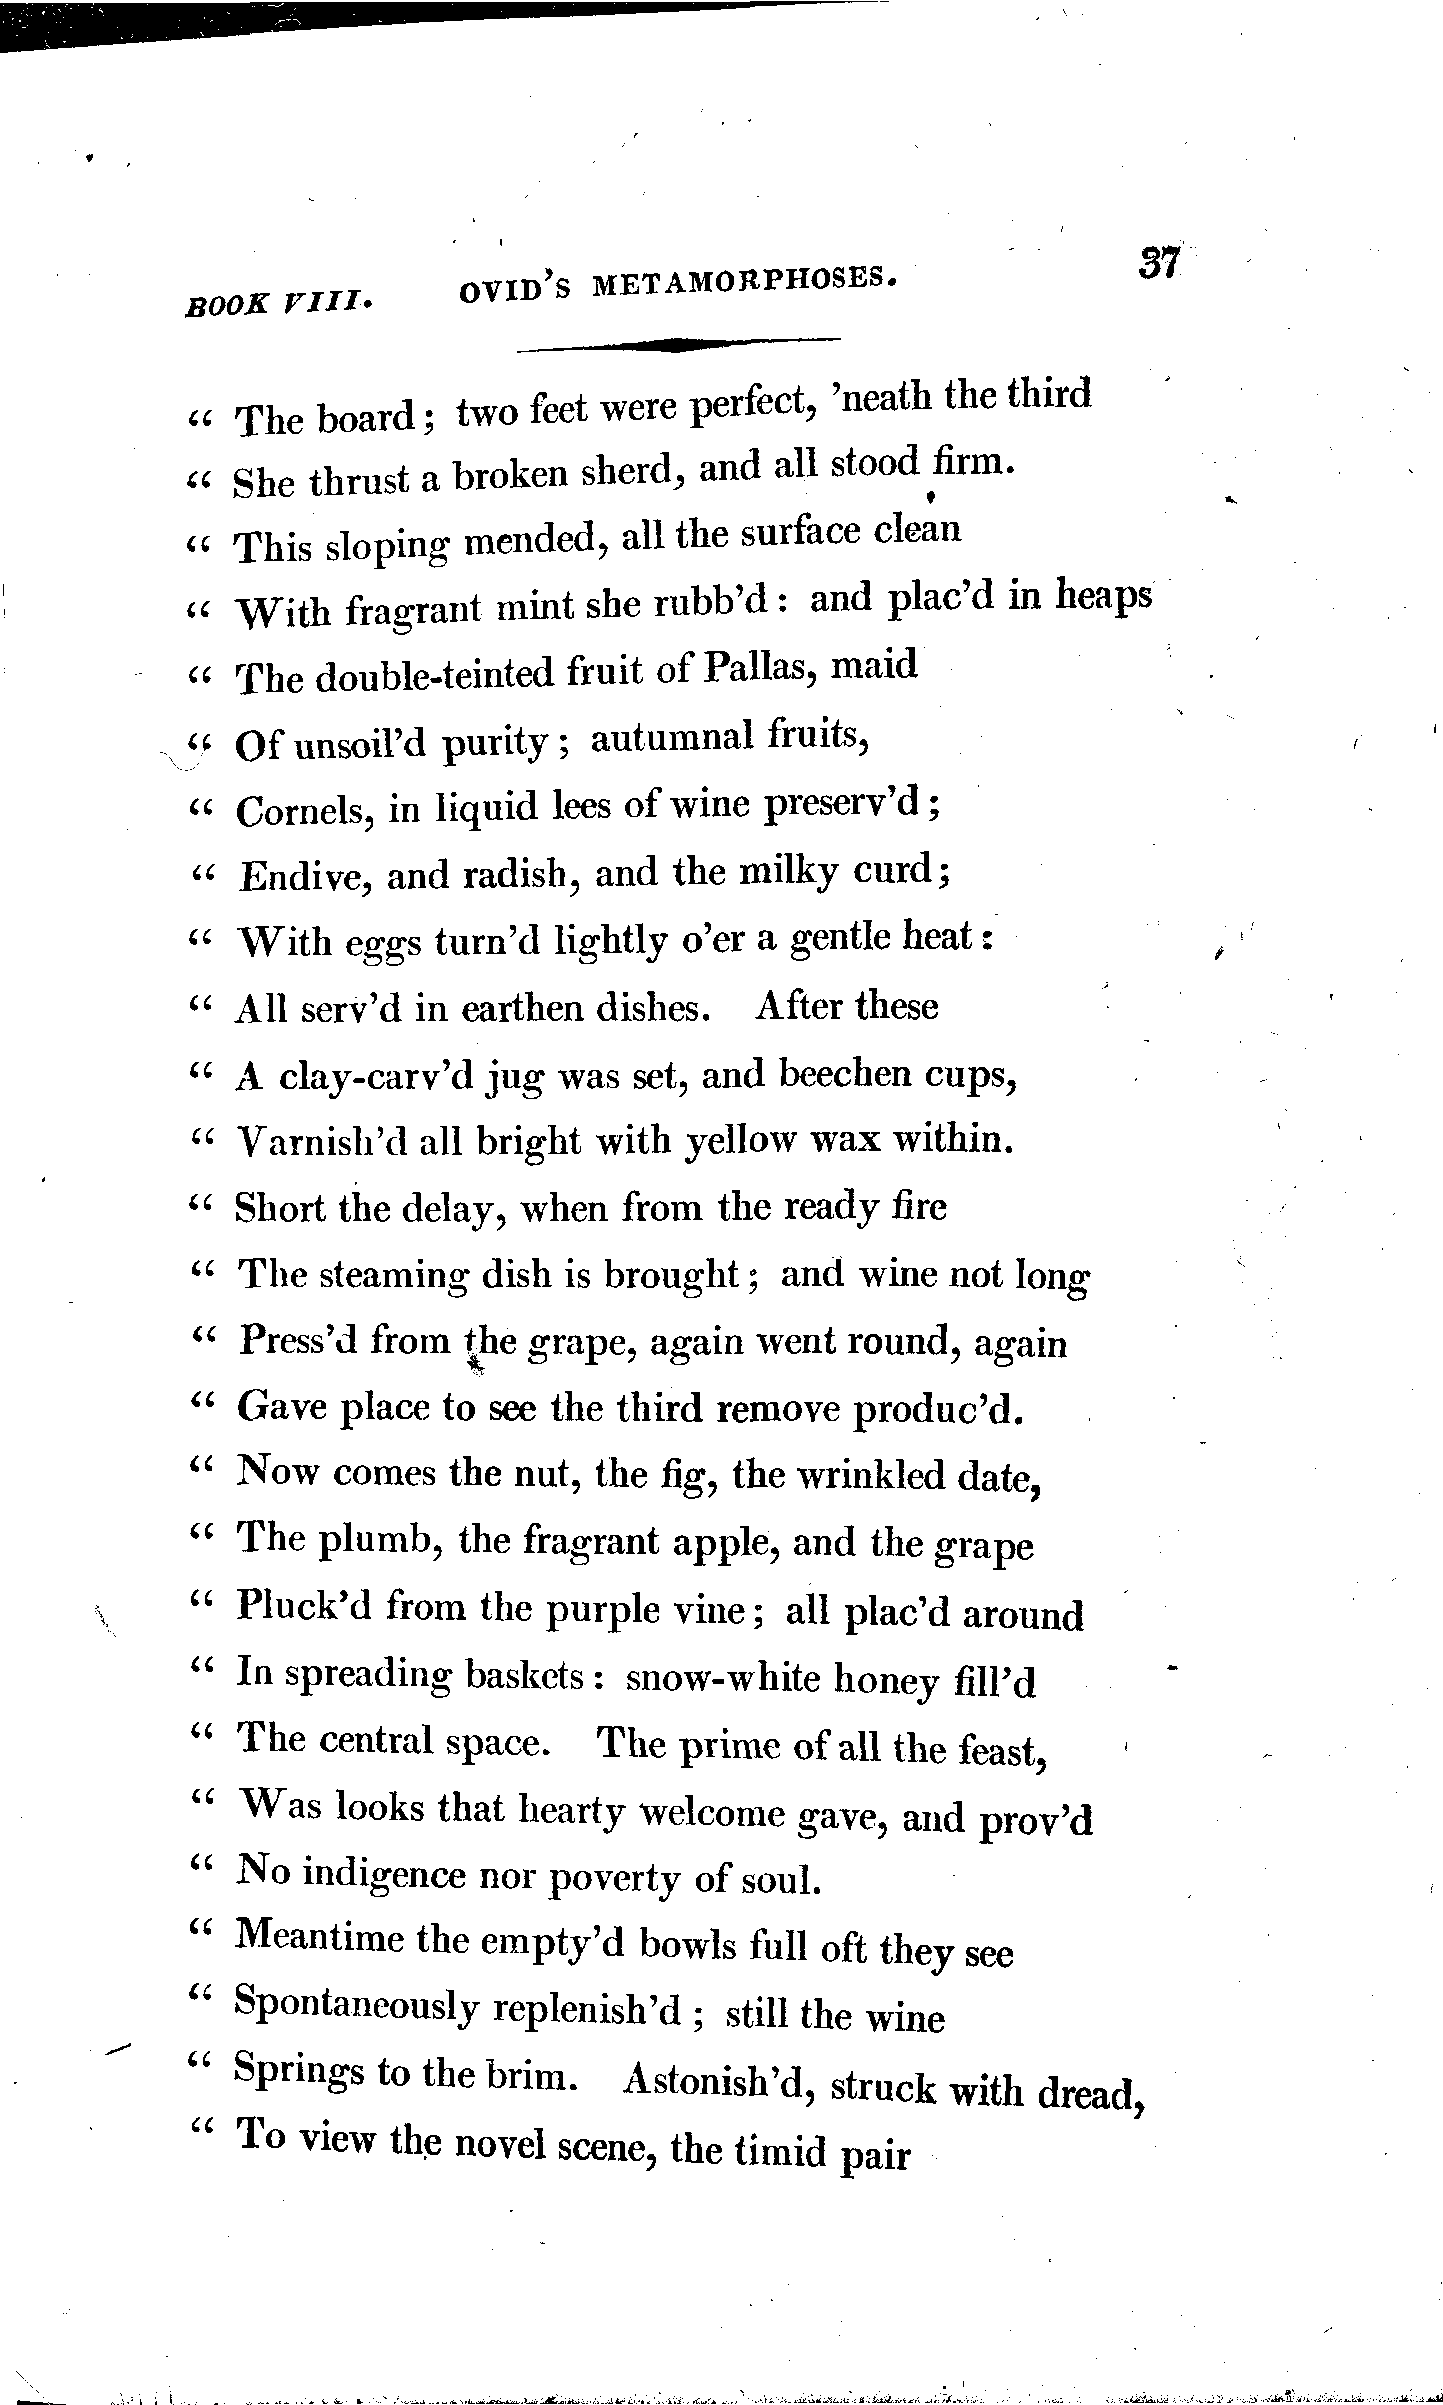 BOOK VIII. OVID'S METAMORPHOSES. 37
“ The board ; two feet were perfect, 'neath the third
“ She thrust a broken sherd, and all stood firm.
“ This sloping mended, all the surface clean
“ With fragrant mint she rubb'd : and plac'd in heaps
“ The double-teinted fruit of Pallas, maid
“ Of unsoil'd purity ; autumnal fruits,
“ Cornels, in liquid lees of wine preserv'd ;
“ Endive, and radish, and the milky curd ;
“ With eggs turn'd lightly o'er a gentle heat :
“ All serv'd in earthen dishes. After these
“ A clay-carv'd jug was set, and beechen cups,
“ Varnish'd all bright with yellow wax within.
“ Short the delay, when from the ready fire
“ The steaming dish is brought ; and wine not long
“ Press'd from the grape, again went round, again
“ Gave place to see the third remove produc'd.
“ Now comes the nut, the fig, the wrinkled date,
“ The plumb, the fragrant apple, and the grape
“ Pluck'd from the purple vine ; all plac'd around
“ In spreading baskets : snow-white honey fill'd
“ The central space. The prime of all the feast,
“ Was looks that hearty welcome gave, and prov'd
“ No indigence nor poverty of soul.
“ Meantime the empty'd bowls full oft they see
“ Spontaneously replenish'd ; still the wine
“ Springs to the brim. Astonish'd, struck with dread,
“ To view the novel scene, the timid pair